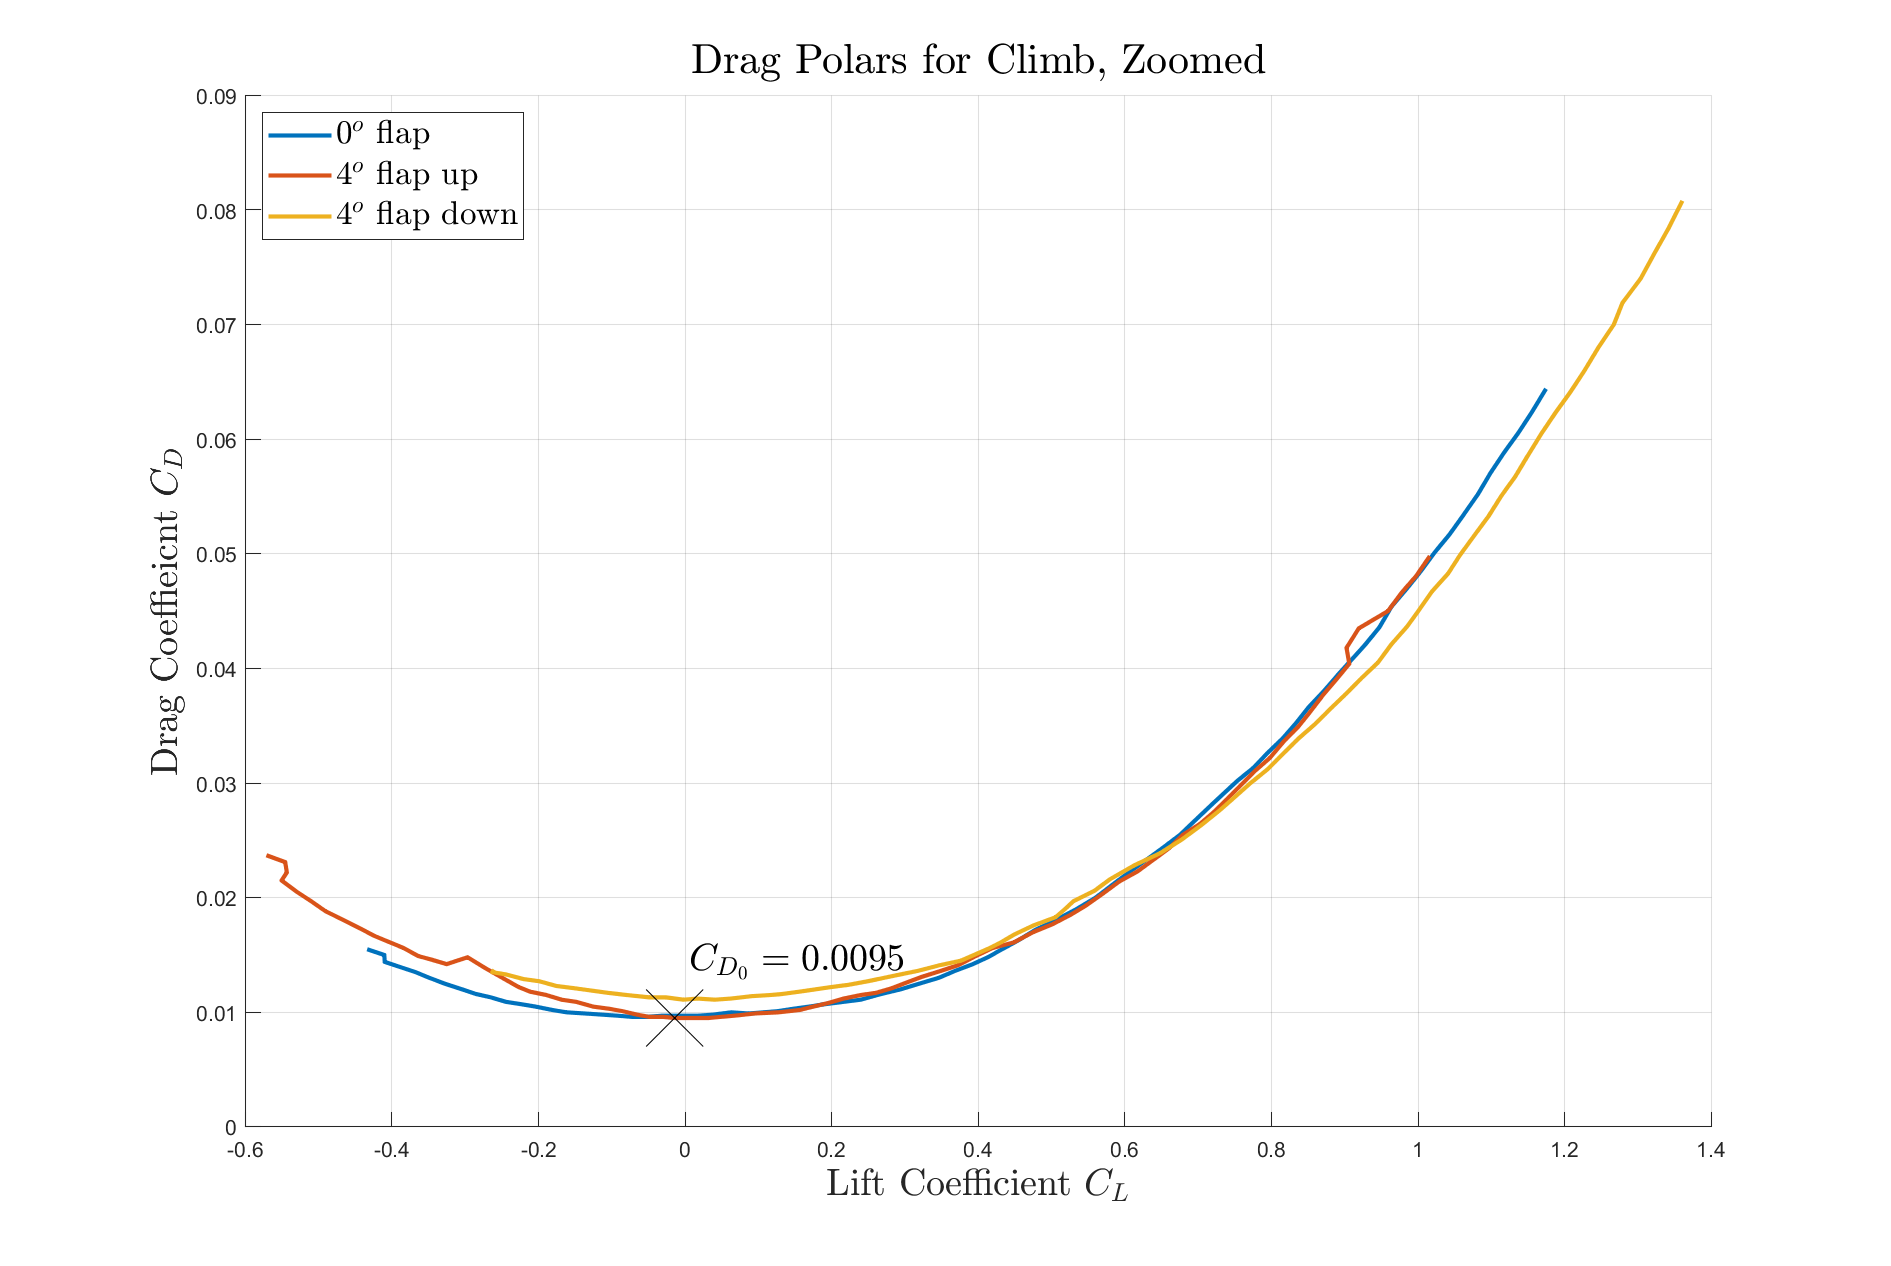 Drag Polars for Climb, Zoomed
0° flap
4° flap up
4° flap down
0.09
0.08
0.07
0.06
0.05
0.04
0.03
0.02
0.01
0
Drag Coeffieicnt C_D
C_{D_0} = 0.0095
-0.6 -0.4 -0.2 0 0.2 0.4 0.6 0.8 1 1.2 1.4
Lift Coefficient C_L